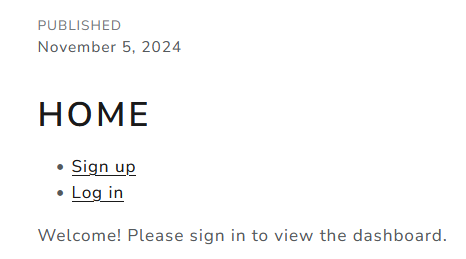 PUBLISHED
November 5, 2024
HOME
Sign up
Log in
Welcome! Please sign in to view the dashboard.